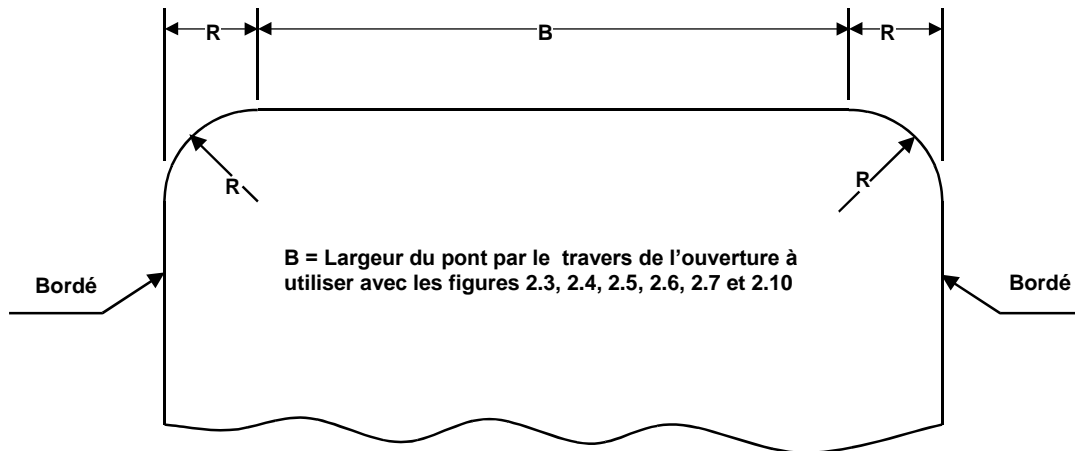 R B R
R R
B = Largeur du pont par le travers de l’ouverture à
utiliser avec les figures 2.3, 2.4, 2.5, 2.6, 2.7 et 2.10
Bordé Bordé